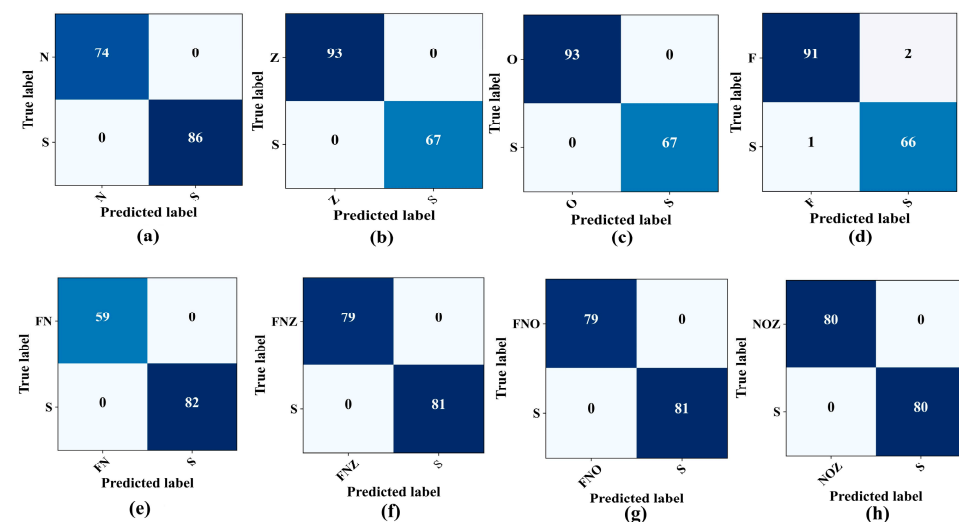 True label
N
74
0
S
0
86
N
S
Predicted label
(a)
True label
Z
93
0
S
0
67
Z
S
Predicted label
(b)
True label
O
93
0
S
0
67
O
S
Predicted label
(c)
True label
F
91
2
S
1
66
F
S
Predicted label
(d)
True label
FN
59
0
S
0
82
FN
S
Predicted label
(e)
True label
FNZ
79
0
S
0
81
FNZ
S
Predicted label
(f)
True label
FNO
79
0
S
0
81
FNO
S
Predicted label
(g)
True label
NOZ
80
0
S
0
80
NOZ
S
Predicted label
(h)